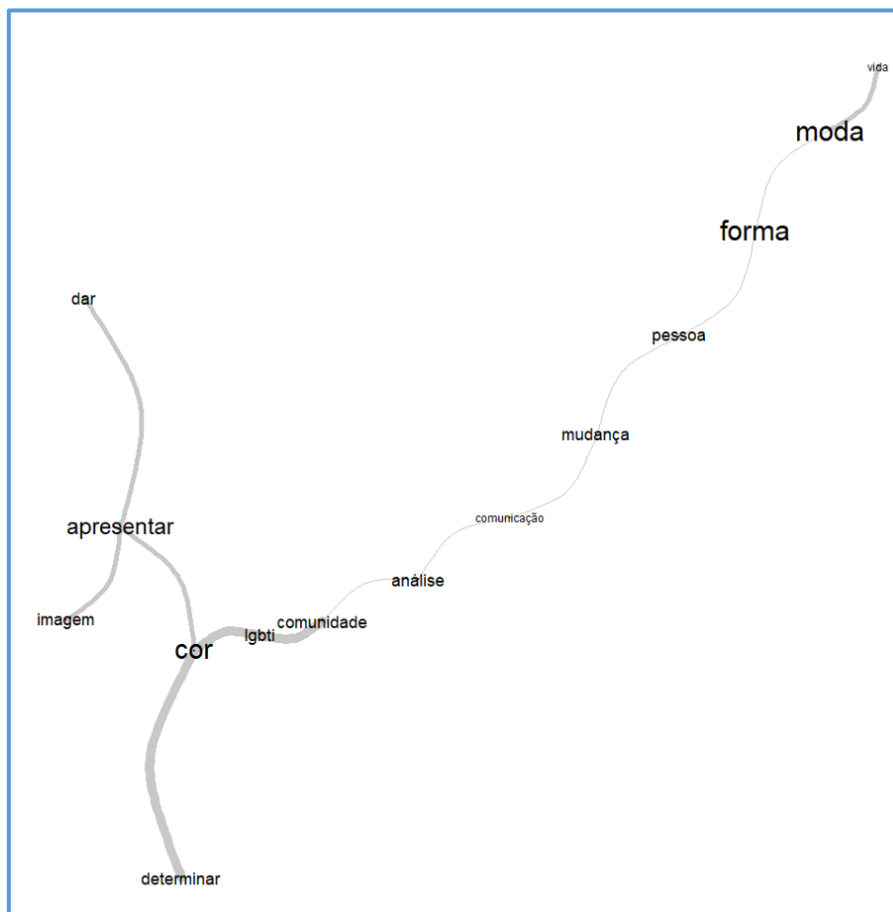 vida
moda
forma
dar
pessoa
mudança
comunicação
apresentar
análise
imagem
comunidade
lgbti
cor
determinar